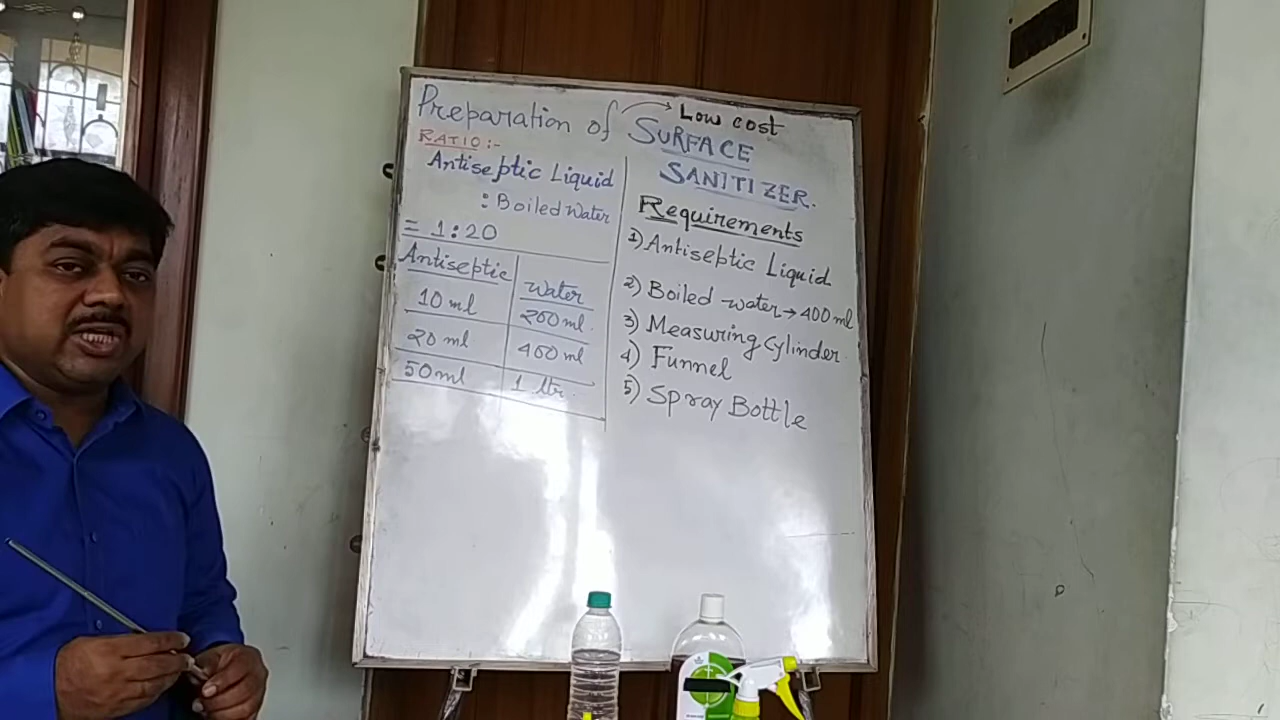 Preparation of → Low cost
SURFACE
SANITIZER.
RATIO:-
Antiseptic Liquid
: Boiled Water
= 1:20
Antiseptic Water
10 ml 200 ml.
20 ml 400 ml
50 ml 1 ltr.
Requirements
1) Antiseptic Liquid
2) Boiled water → 400 ml
3) Measuring Cylinder
4) Funnel
5) Spray Bottle